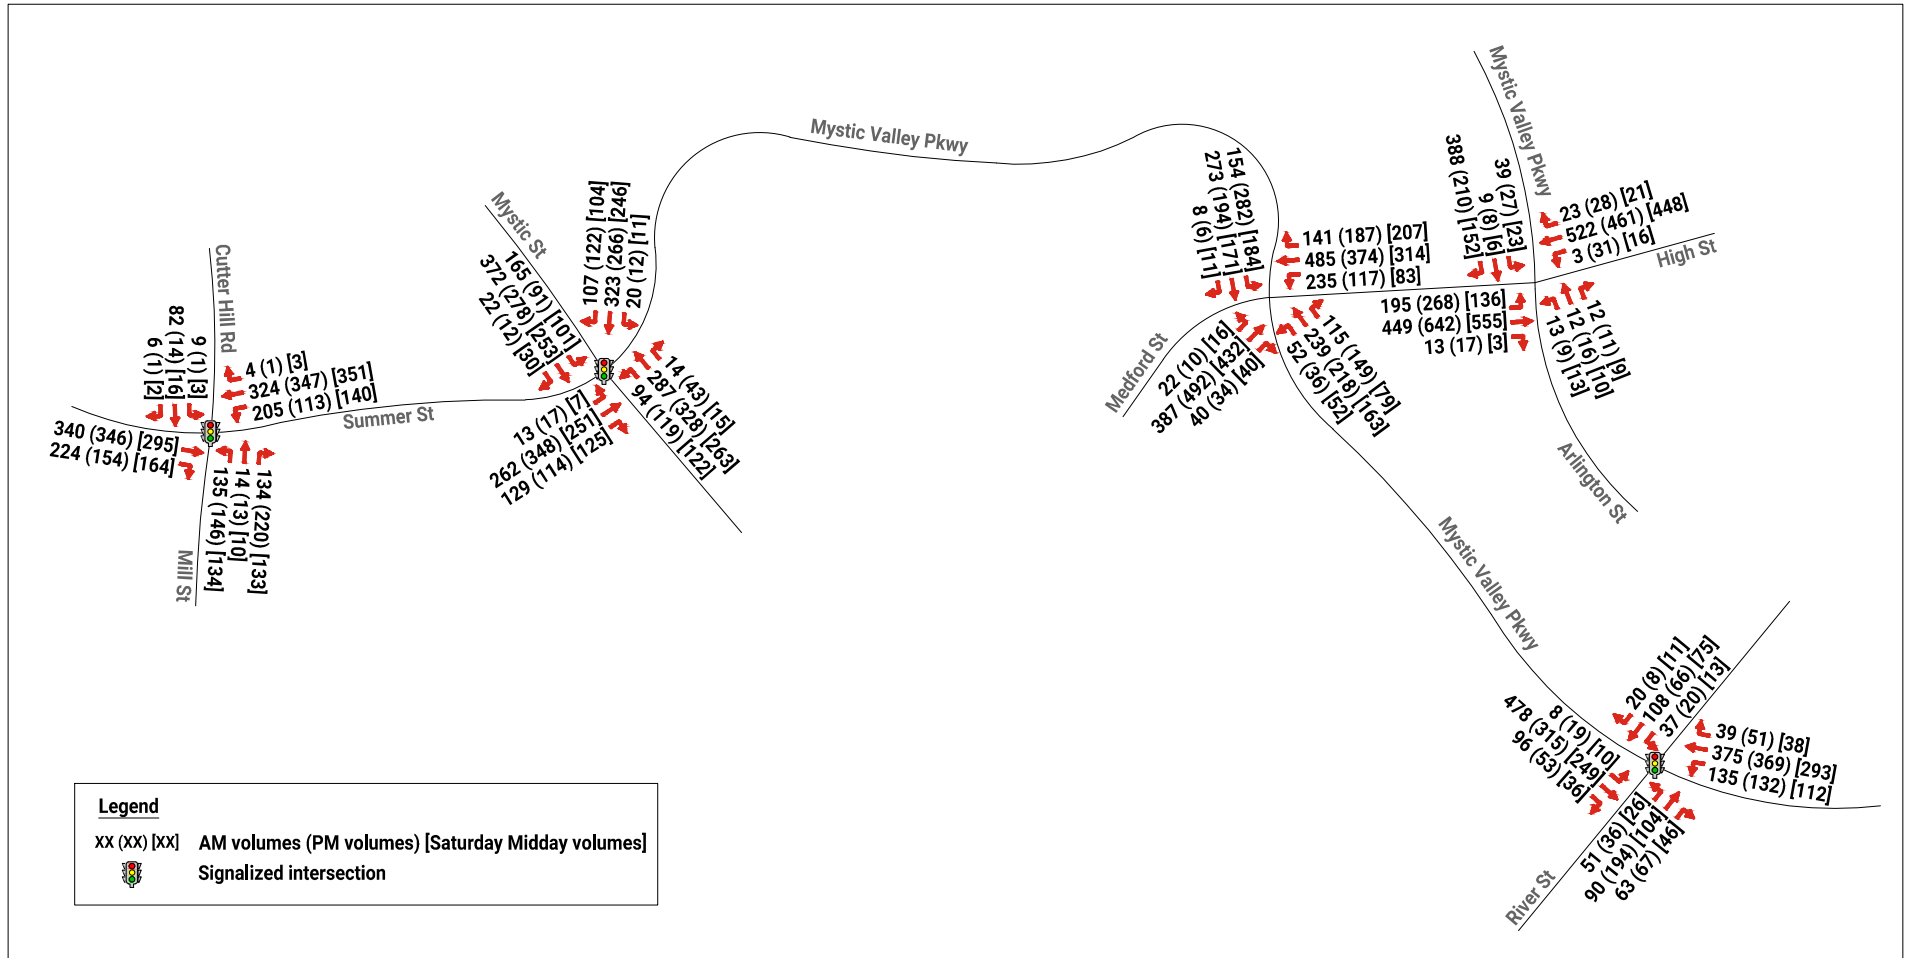 Cutter Hill Rd
82 (14) [16]
6 (1) [2]
9 (1) [3]
4 (1) [3]
324 (347) [351]
205 (113) [140]
Summer St
340 (346) [295]
224 (154) [164]
135 (146) [134]
14 (13) [10]
134 (220) [133]
Mill St
Mystic St
165 (91) [101]
372 (278) [253]
22 (12) [30]
107 (122) [104]
323 (266) [246]
20 (12) [11]
14 (43) [15]
287 (328) [263]
94 (119) [122]
13 (17) [7]
262 (348) [251]
129 (114) [125]
Mystic Valley Pkwy
154 (282) [184]
273 (194) [171]
8 (6) [11]
141 (187) [207]
485 (374) [314]
235 (117) [83]
Medford St
22 (10) [16]
387 (492) [432]
40 (34) [40]
115 (149) [79]
239 (218) [163]
52 (36) [52]
Mystic Valley Pkwy
388 (210) [152]
39 (27) [23]
9 (8) [6]
23 (28) [21]
522 (461) [448]
3 (31) [16]
High St
195 (268) [136]
449 (642) [555]
13 (17) [3]
12 (11) [9]
12 (16) [10]
13 (9) [13]
Arlington St
Mystic Valley Pkwy
20 (8) [11]
108 (66) [75]
37 (20) [13]
8 (19) [10]
478 (315) [249]
96 (53) [36]
39 (51) [38]
375 (369) [293]
135 (132) [112]
51 (36) [26]
90 (194) [104]
63 (67) [46]
River St
Legend
XX (XX) [XX] AM volumes (PM volumes) [Saturday Midday volumes]
Signalized intersection